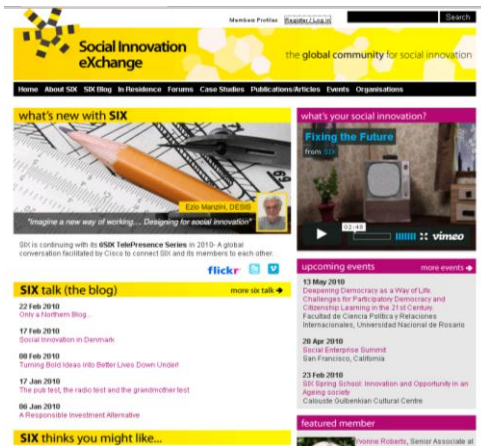 Members Profiles Register / Log in Search
Social Innovation
eXchange
the global community for social innovation
Home About SIX SIX Blog In Residence Forums Case Studies Publications/Articles Events Organisations
what's new with SIX
Ezio Manzini, DESIS
"Imagine a new way of working.... Designing for social innovation"
SIX is continuing with its 6SIX TelePresence Series in 2010- A global
conversation facilitated by Cisco to connect SIX and its members to each other.
flickr
SIX talk (the blog) more six talk
22 Feb 2010
Only a Northern Blog...
17 Feb 2010
Social Innovation in Denmark
08 Feb 2010
Turning Bold Ideas into Better Lives Down Under!
17 Jan 2010
The pub test, the radio test and the grandmother test
06 Jan 2010
A Responsible Investment Alternative
SIX thinks you might like...
what's your social innovation?
Fixing the Future
from SIX
02:48
vimeo
upcoming events more events
13 May 2010
Deepening Democracy as a Way of Life.
Challenges for Participatory Democracy and
Citizenship Learning in the 21st Century.
Facultad de Ciencia Política y Relaciones
Internacionales, Universidad Nacional de Rosario
28 Apr 2010
Social Enterprise Summit
San Francisco, California
23 Feb 2010
SIX Spring School: Innovation and Opportunity in an
Ageing society
Calouste Gulbenkian Cultural Centre
featured member
Yvonne Roberts, Senior Associate at